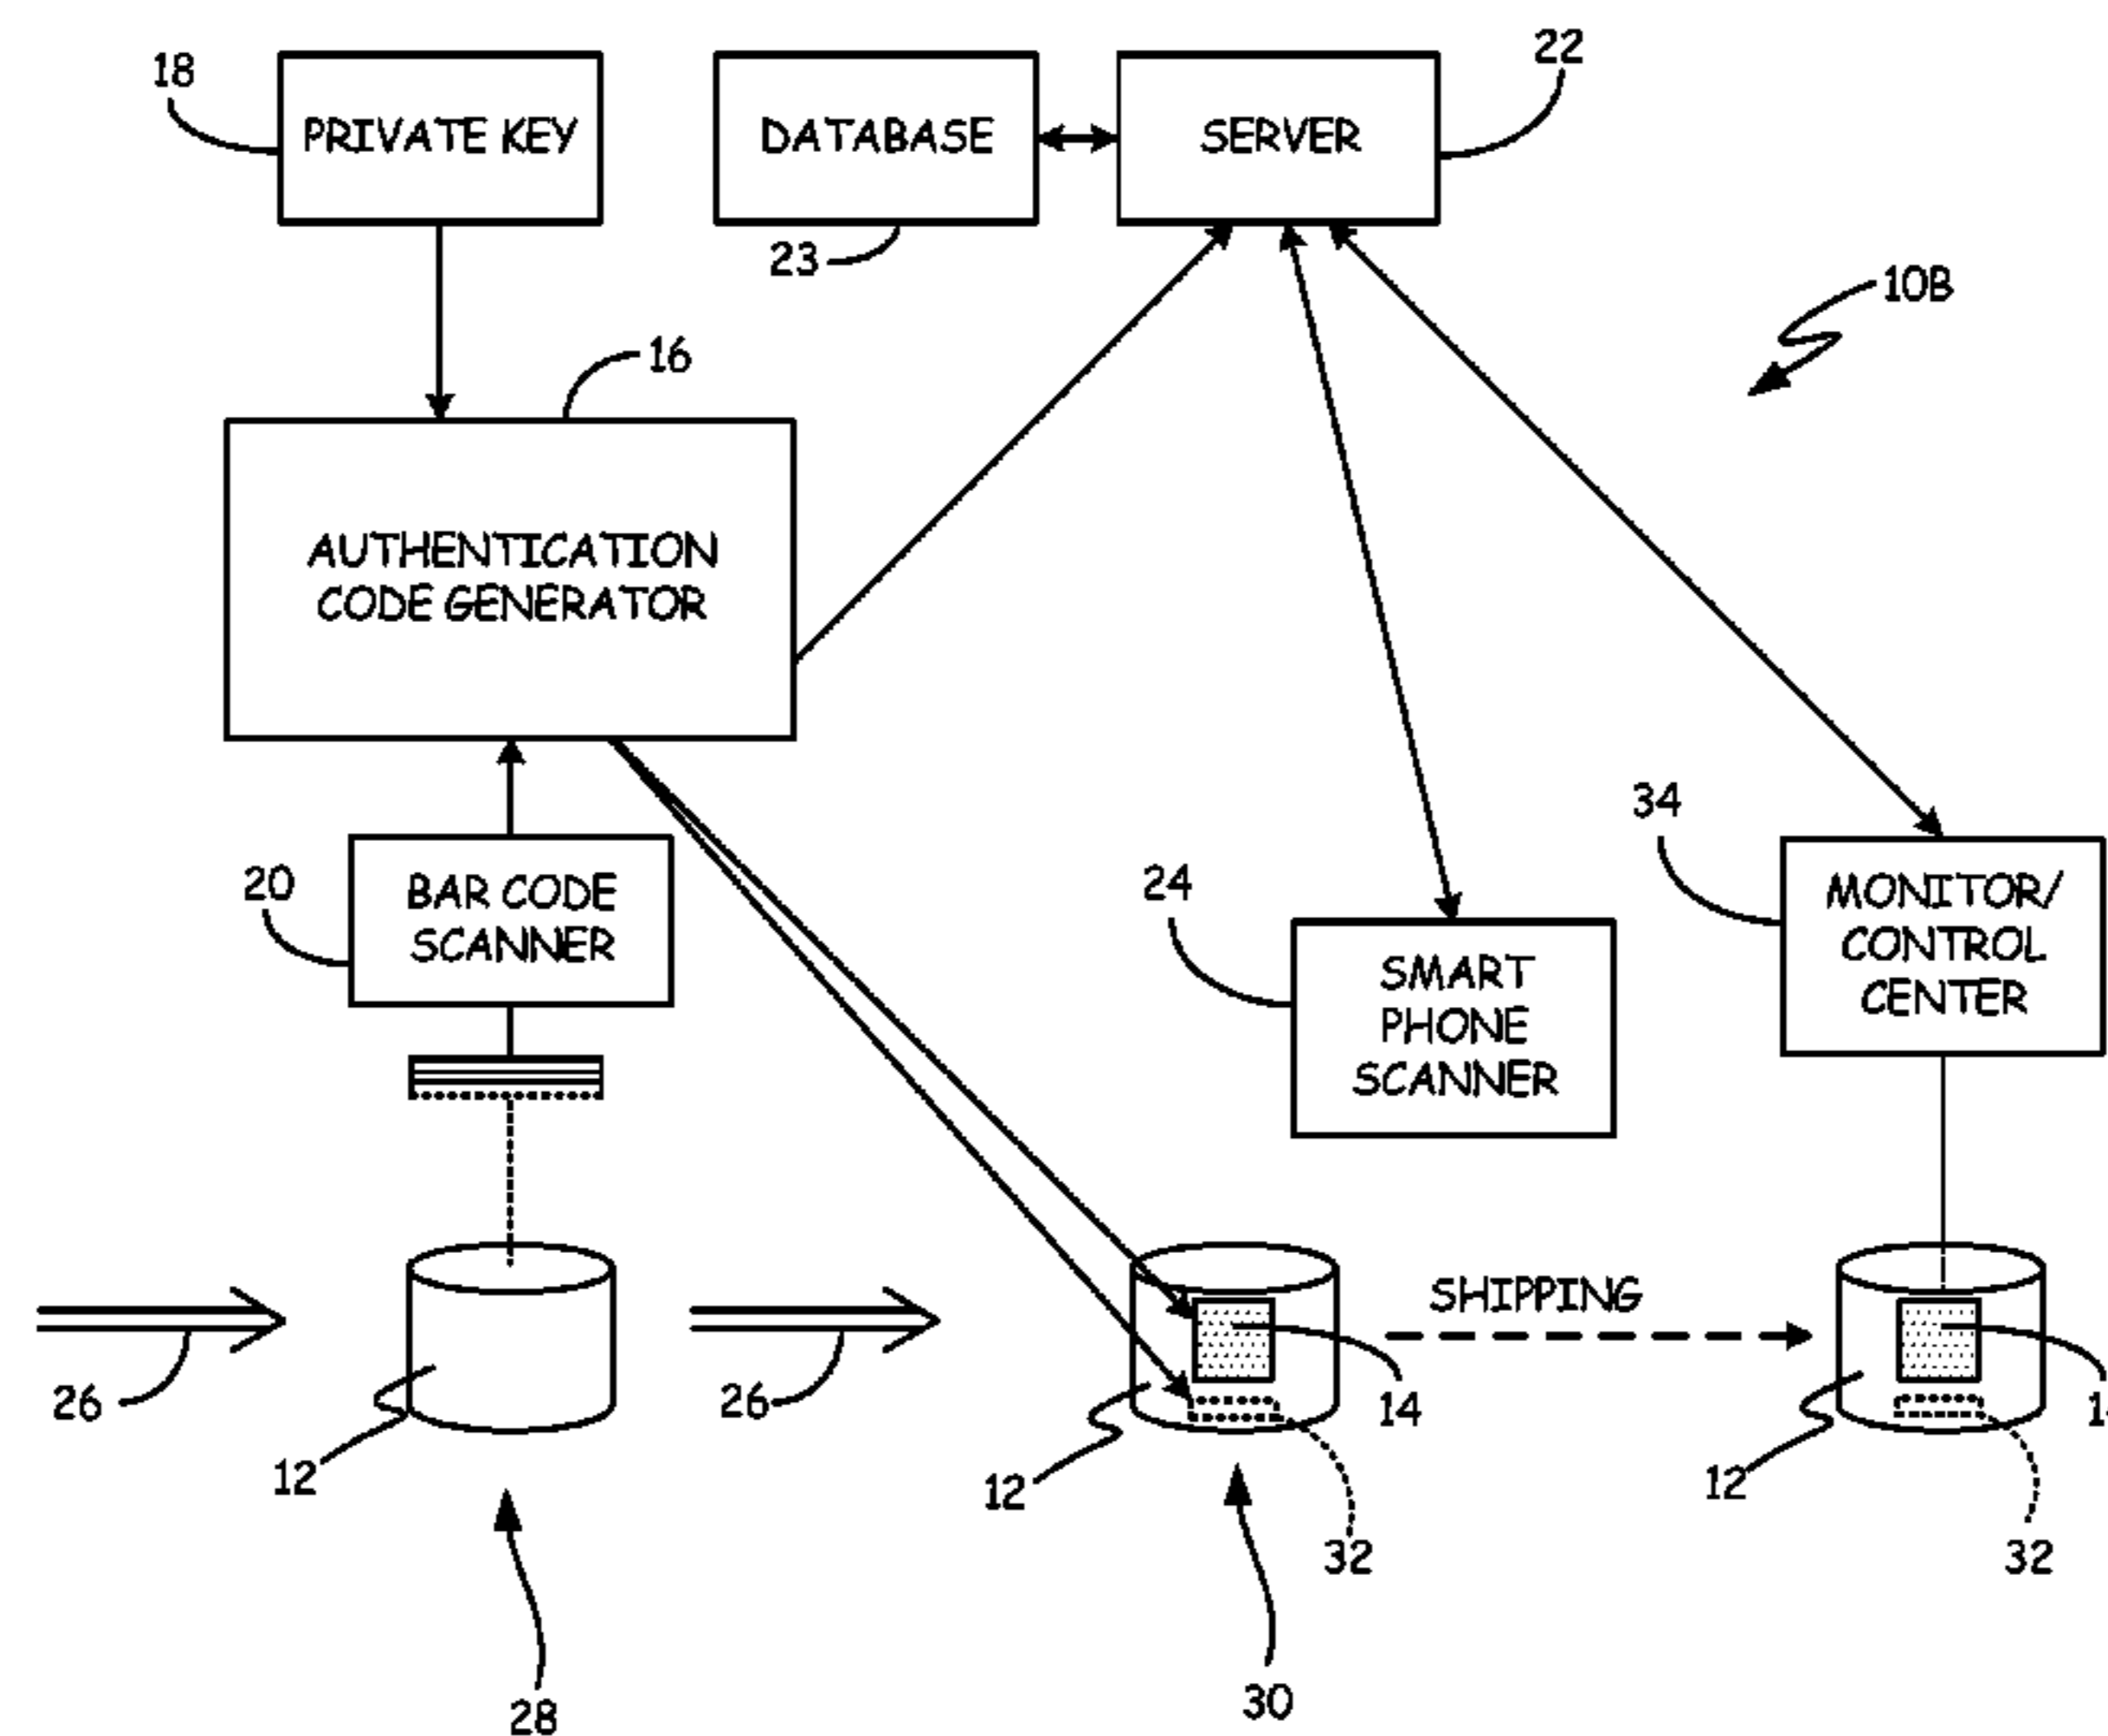 18
PRIVATE KEY
DATABASE
SERVER
22
23
10B
16
AUTHENTICATION
CODE GENERATOR
34
20
BAR CODE
SCANNER
24
SMART
PHONE
SCANNER
MONITOR/
CONTROL
CENTER
SHIPPING
26
12
26
12
14
12
32
32
28
30